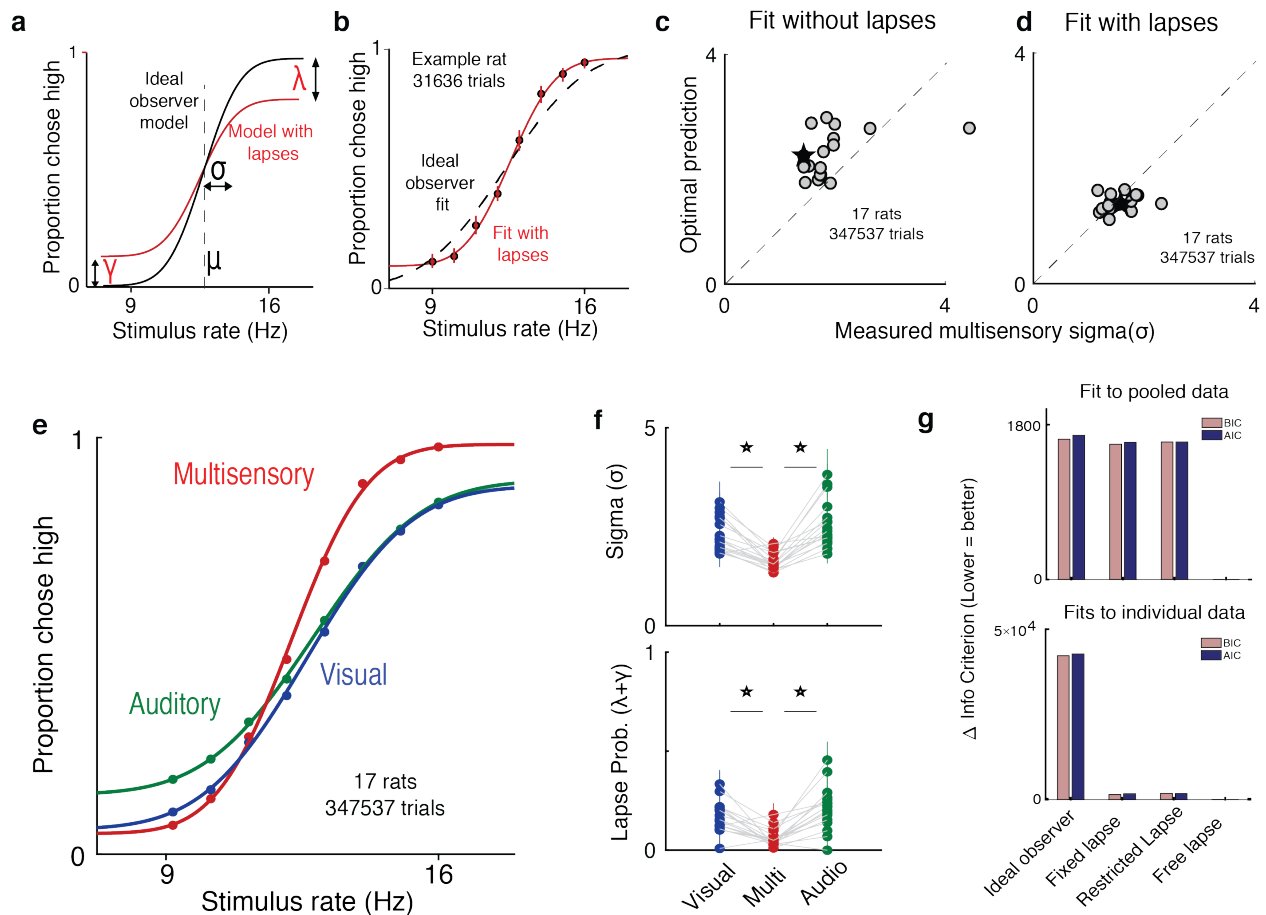 a
1
Proportion chose high
0
Ideal
observer
model
Model with
lapses
λ
σ
μ
γ
9
16
Stimulus rate (Hz)
b
1
Proportion chose high
0
Example rat
31636 trials
Ideal
observer
fit
Fit with
lapses
9
16
Stimulus rate (Hz)
c
Fit without lapses
4
Optimal prediction
0
17 rats
347537 trials
0
4
d
Fit with lapses
4
0
17 rats
347537 trials
0
4
Measured multisensory sigma(σ)
e
1
Proportion chose high
0
Multisensory
Auditory
Visual
17 rats
347537 trials
9
16
Stimulus rate (Hz)
f
5
Sigma (σ)
0
1
Lapse Prob. (λ+γ)
0
Visual
Multi
Audio
g
Fit to pooled data
1800
BIC
AIC
0
Δ Info Criterion (Lower = better)
Fits to individual data
5×10⁴
BIC
AIC
0
Ideal observer
Fixed lapse
Restricted Lapse
Free lapse